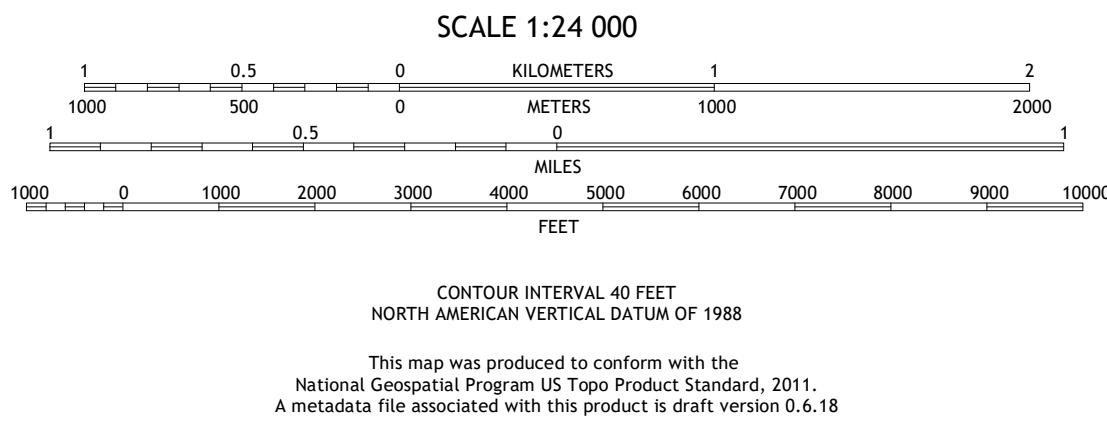 SCALE 1:24 000
1 0.5 0 KILOMETERS 1 2
1000 500 0 METERS 1000 2000
1 0.5 0 1
MILES
1000 0 1000 2000 3000 4000 5000 6000 7000 8000 9000 10000
FEET
CONTOUR INTERVAL 40 FEET
NORTH AMERICAN VERTICAL DATUM OF 1988
This map was produced to conform with the
National Geospatial Program US Topo Product Standard, 2011.
A metadata file associated with this product is draft version 0.6.18